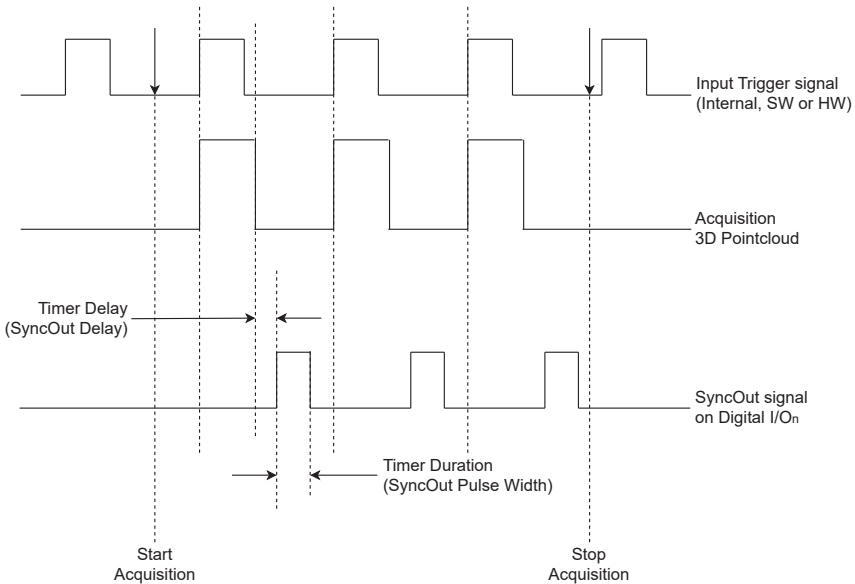 Input Trigger signal
(Internal, SW or HW)
Acquisition
3D Pointcloud
Timer Delay
(SyncOut Delay)
SyncOut signal
on Digital I/On
Timer Duration
(SyncOut Pulse Width)
Start
Acquisition
Stop
Acquisition